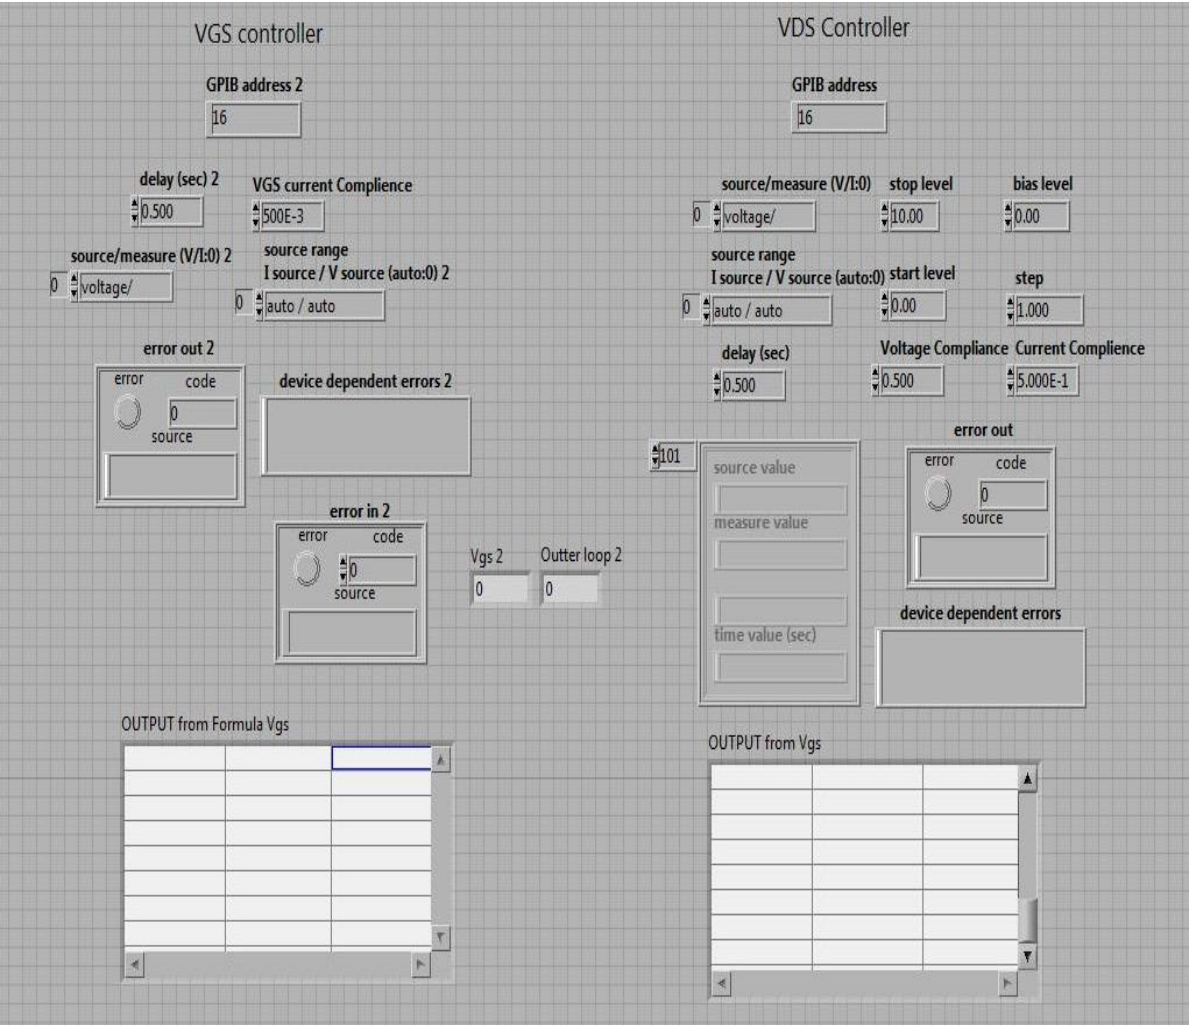 VGS controller
GPIB address 2
16
delay (sec) 2
0.500
VGS current Complience
500E-3
source/measure (V/I:0) 2
0
voltage/
source range
I source / V source (auto:0) 2
0
auto / auto
error out 2
error
code
0
source
device dependent errors 2
error in 2
error
code
0
source
Vgs 2
0
Outter loop 2
0
OUTPUT from Formula Vgs
VDS Controller
GPIB address
16
source/measure (V/I:0)
0
voltage/
stop level
10.00
bias level
0.00
source range
I source / V source (auto:0)
0
auto / auto
start level
0.00
step
1.000
delay (sec)
0.500
Voltage Compliance
0.500
Current Complience
5.000E-1
101
source value
measure value
time value (sec)
error out
error
code
0
source
device dependent errors
OUTPUT from Vgs